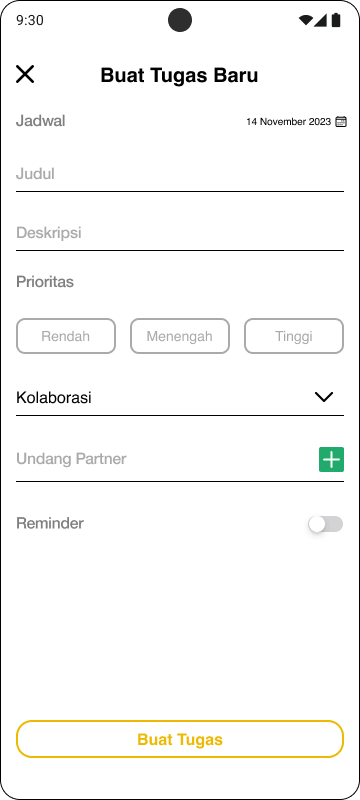 9:30
Buat Tugas Baru
Jadwal
14 November 2023
Judul
Deskripsi
Prioritas
Rendah
Menengah
Tinggi
Kolaborasi
Undang Partner
Reminder
Buat Tugas